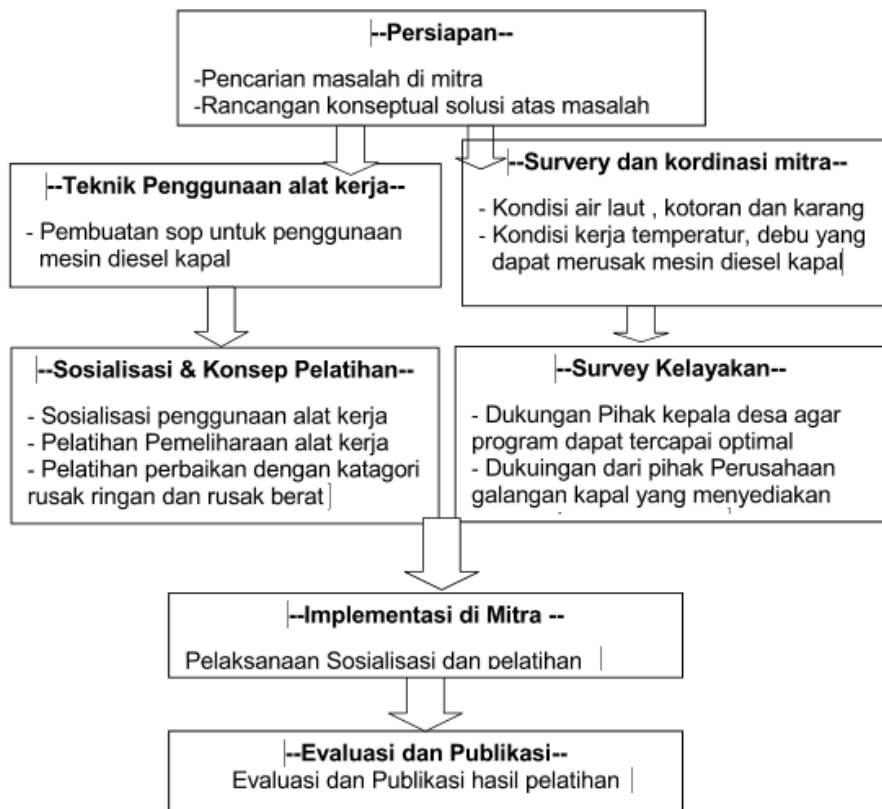 --Persiapan--
-Pencarian masalah di mitra
-Rancangan konseptual solusi atas masalah
--Teknik Penggunaan alat kerja--
- Pembuatan sop untuk penggunaan
mesin diesel kapal
--Survery dan kordinasi mitra--
- Kondisi air laut , kotoran dan karang
- Kondisi kerja temperatur, debu yang
dapat merusak mesin diesel kapal
--Sosialisasi & Konsep Pelatihan--
- Sosialisasi penggunaan alat kerja
- Pelatihan Pemeliharaan alat kerja
- Pelatihan perbaikan dengan katagori
rusak ringan dan rusak berat
--Survey Kelayakan--
- Dukungan Pihak kepala desa agar
program dapat tercapai optimal
- Dukuingan dari pihak Perusahaan
galangan kapal yang menyediakan
--Implementasi di Mitra --
Pelaksanaan Sosialisasi dan pelatihan
--Evaluasi dan Publikasi--
Evaluasi dan Publikasi hasil pelatihan